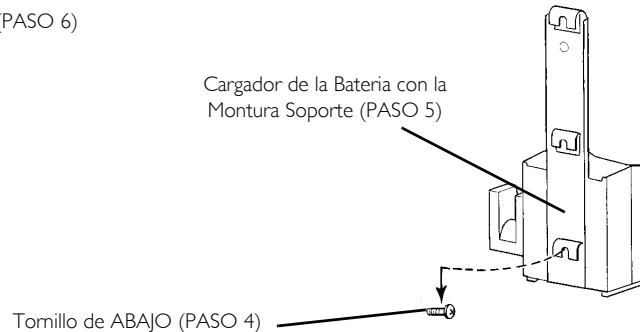 (PASO 6)
Cargador de la Bateria con la
Montura Soporte (PASO 5)
Tornillo de ABAJO (PASO 4)